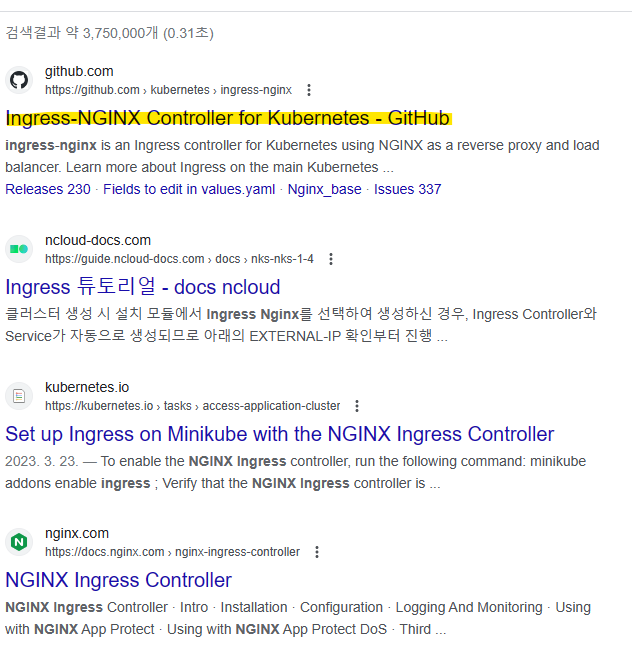 검색결과 약 3,750,000개 (0.31초)
github.com
https://github.com › kubernetes › ingress-nginx
Ingress-NGINX Controller for Kubernetes - GitHub
ingress-nginx is an Ingress controller for Kubernetes using NGINX as a reverse proxy and load
balancer. Learn more about Ingress on the main Kubernetes ...
Releases 230 · Fields to edit in values.yaml · Nginx_base · Issues 337
ncloud-docs.com
https://guide.ncloud-docs.com › docs › nks-nks-1-4
Ingress 튜토리얼 - docs ncloud
클러스터 생성 시 설치 모듈에서 Ingress Nginx를 선택하여 생성하신 경우, Ingress Controller와
Service가 자동으로 생성되므로 아래의 EXTERNAL-IP 확인부터 진행 ...
kubernetes.io
https://kubernetes.io › tasks › access-application-cluster
Set up Ingress on Minikube with the NGINX Ingress Controller
2023. 3. 23. — To enable the NGINX Ingress controller, run the following command: minikube
addons enable ingress ; Verify that the NGINX Ingress controller is ...
nginx.com
https://docs.nginx.com › nginx-ingress-controller
NGINX Ingress Controller
NGINX Ingress Controller · Intro · Installation · Configuration · Logging And Monitoring · Using
with NGINX App Protect · Using with NGINX App Protect DoS · Third ...